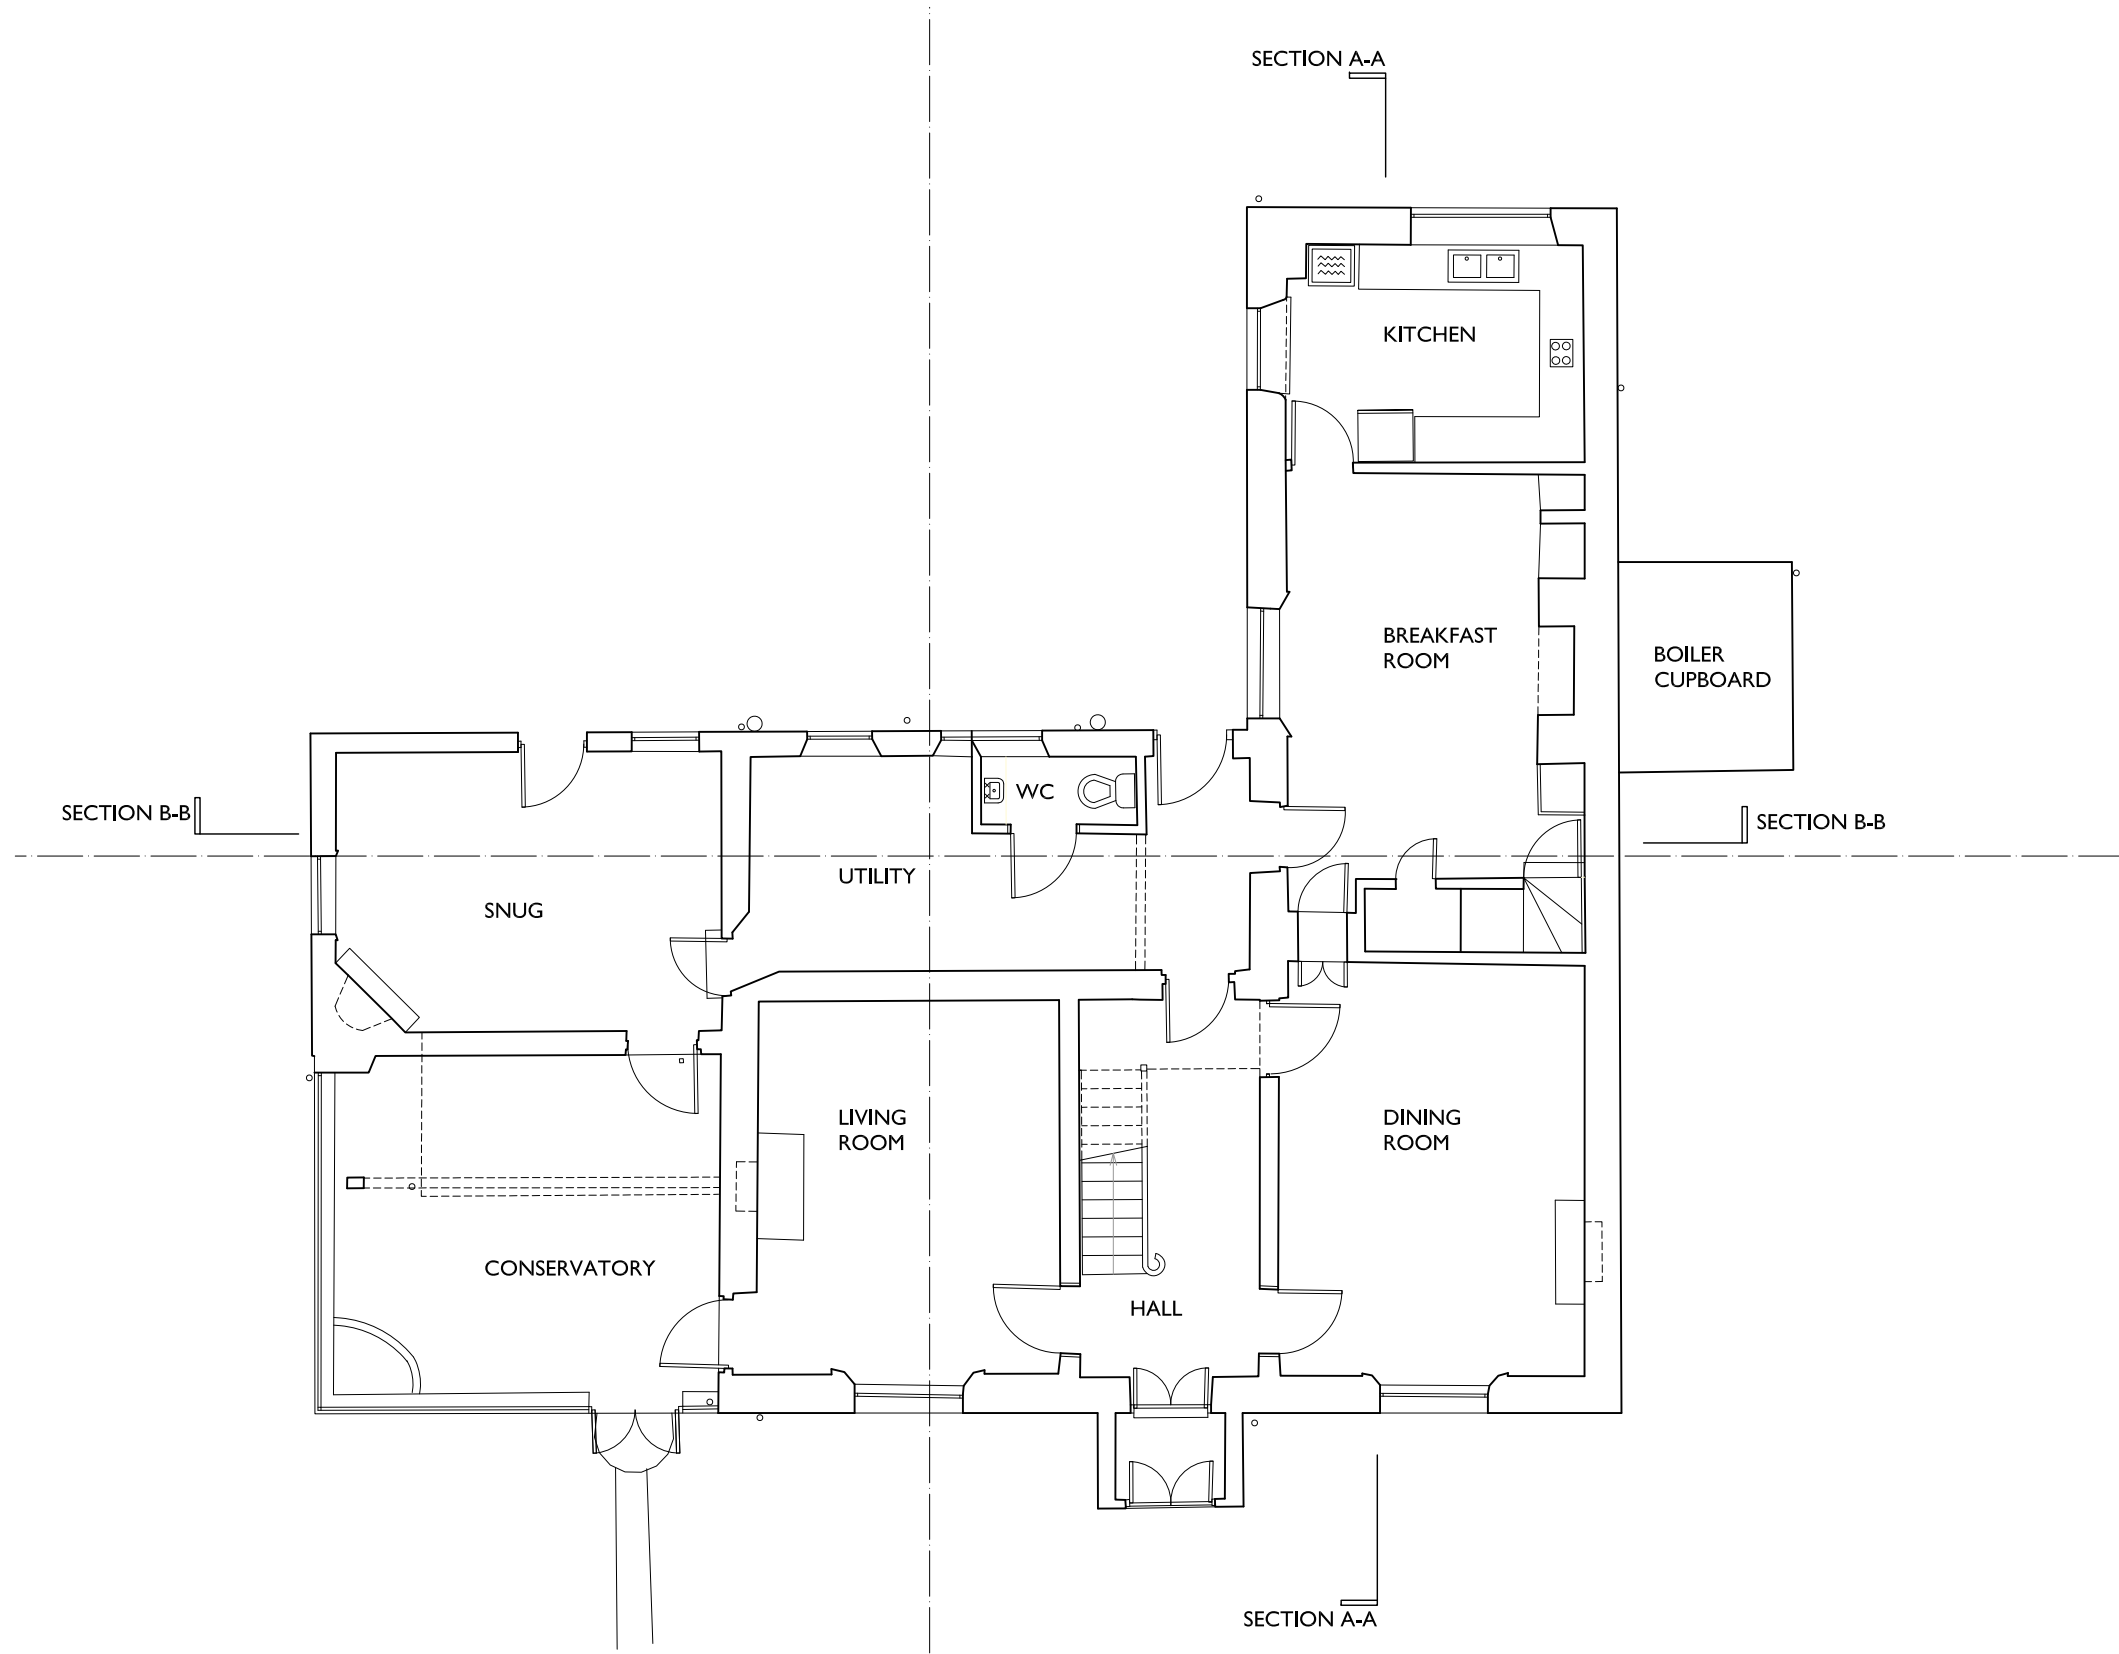 SECTION A-A
KITCHEN
BREAKFAST
ROOM
BOILER
CUPBOARD
SECTION B-B
WC
SECTION B-B
UTILITY
SNUG
LIVING
ROOM
DINING
ROOM
CONSERVATORY
HALL
SECTION A-A